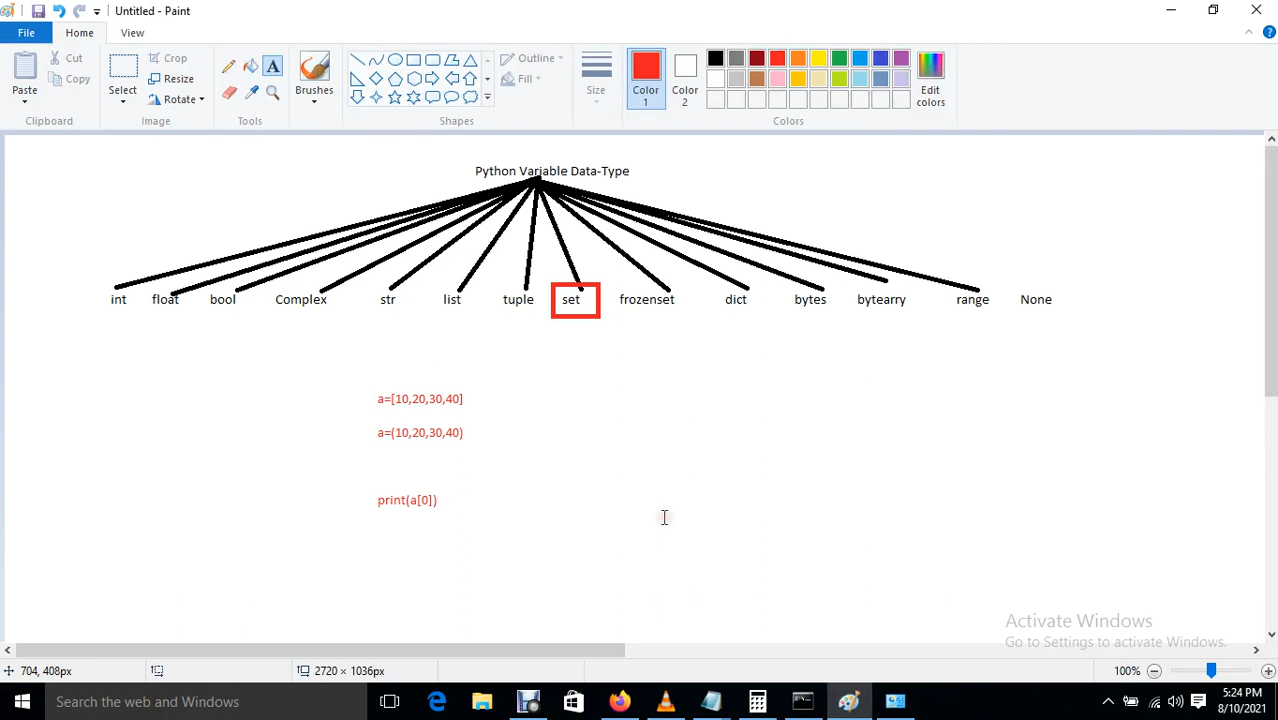 Untitled - Paint
File Home View
Paste
Cut
Copy
Clipboard
Select
Crop
Resize
Rotate
Image
A
Tools
Brushes
Shapes
Outline
Fill
Size
Color 1
Color 2
Edit colors
Colors
Python Variable Data-Type
int float bool Complex str list tuple set frozenset dict bytes bytearry range None
a=[10,20,30,40]
a=(10,20,30,40)
print(a[0])
Activate Windows
Go to Settings to activate Windows.
704, 408px
2720 × 1036px
100%
Search the web and Windows
5:24 PM
8/10/2021